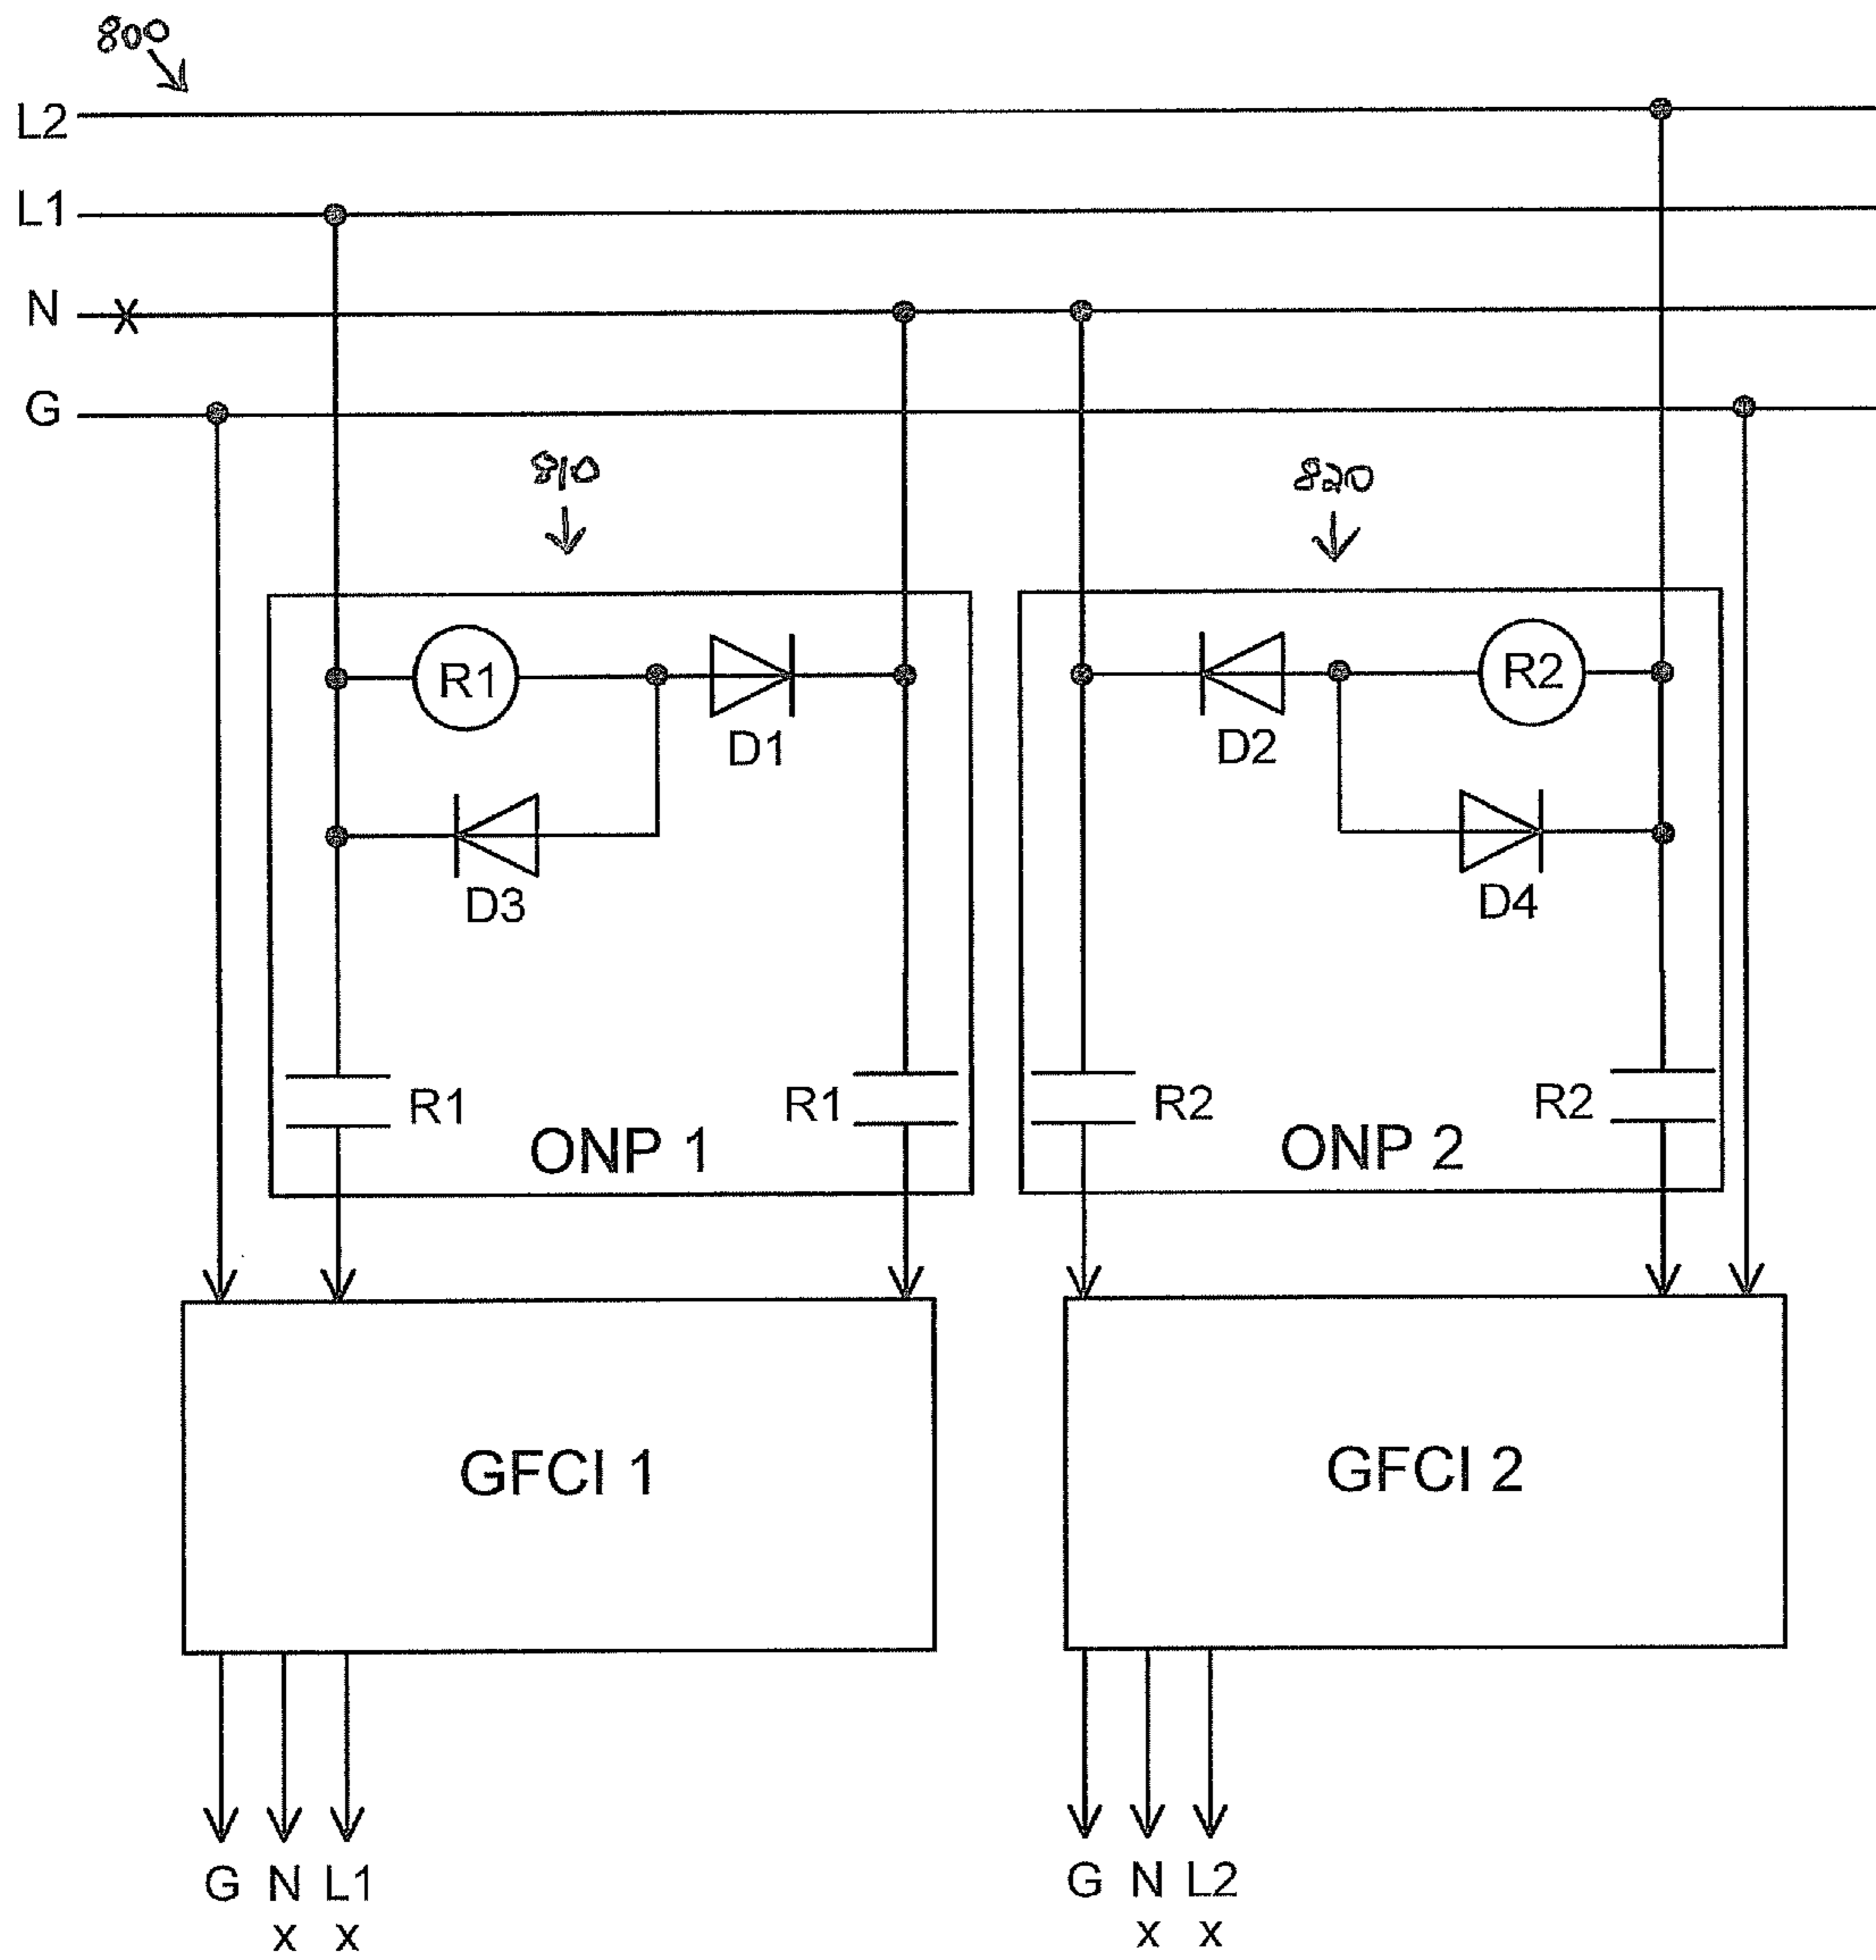 800
L2
L1
N x
G
810
820
R1
D1
D2
R2
D3
D4
R1
R1
R2
R2
ONP 1
ONP 2
GFCI 1
GFCI 2
G N L1
x x
G N L2
x x